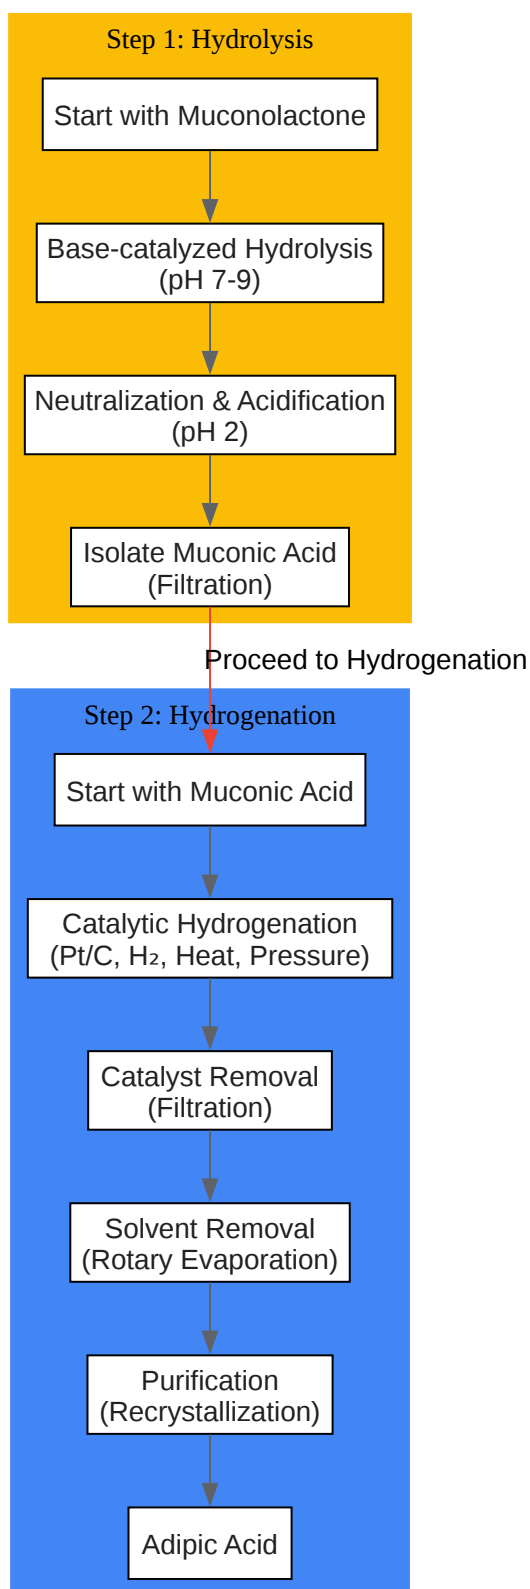 Step 1: Hydrolysis
Start with Muconolactone
Base-catalyzed Hydrolysis
(pH 7-9)
Neutralization & Acidification
(pH 2)
Isolate Muconic Acid
(Filtration)
Proceed to Hydrogenation
Step 2: Hydrogenation
Start with Muconic Acid
Catalytic Hydrogenation
(Pt/C, H₂, Heat, Pressure)
Catalyst Removal
(Filtration)
Solvent Removal
(Rotary Evaporation)
Purification
(Recrystallization)
Adipic Acid